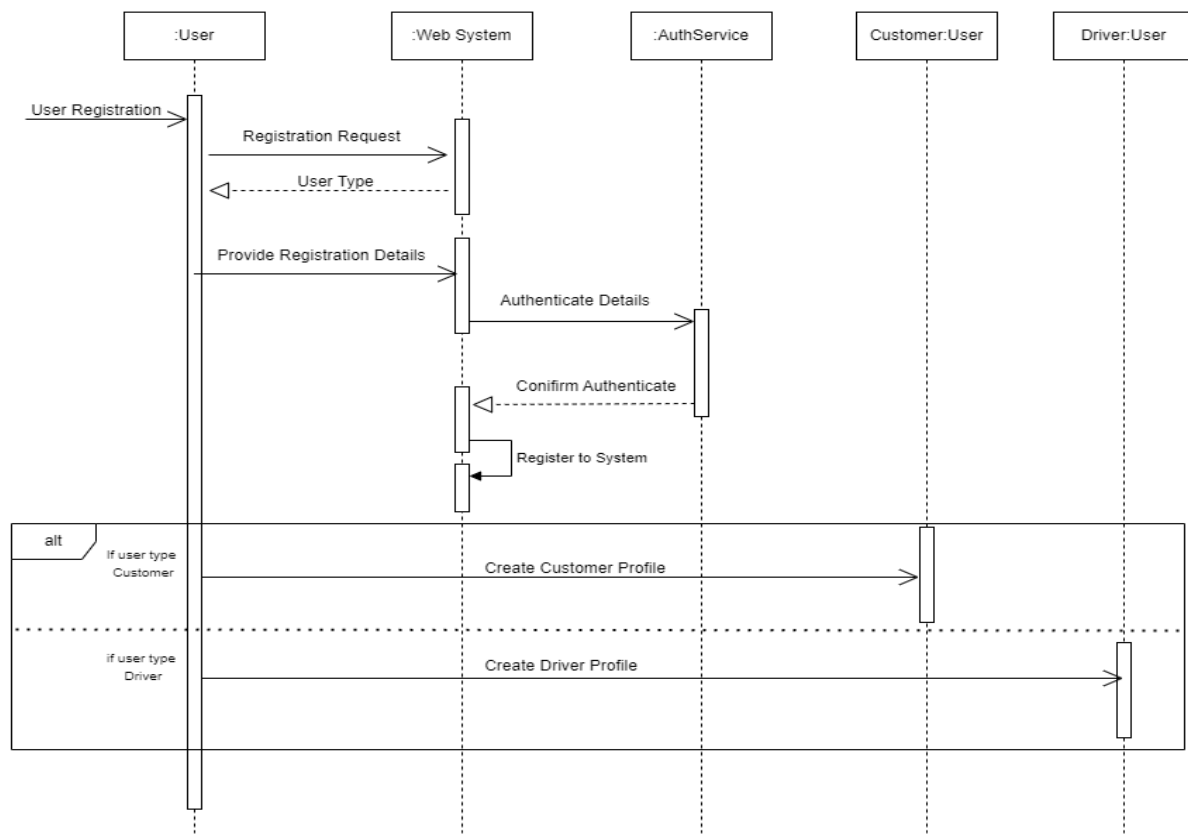 :User
:Web System
:AuthService
Customer:User
Driver:User
User Registration
Registration Request
User Type
Provide Registration Details
Authenticate Details
Conifirm Authenticate
Register to System
alt
If user type
Customer
Create Customer Profile
if user type
Driver
Create Driver Profile